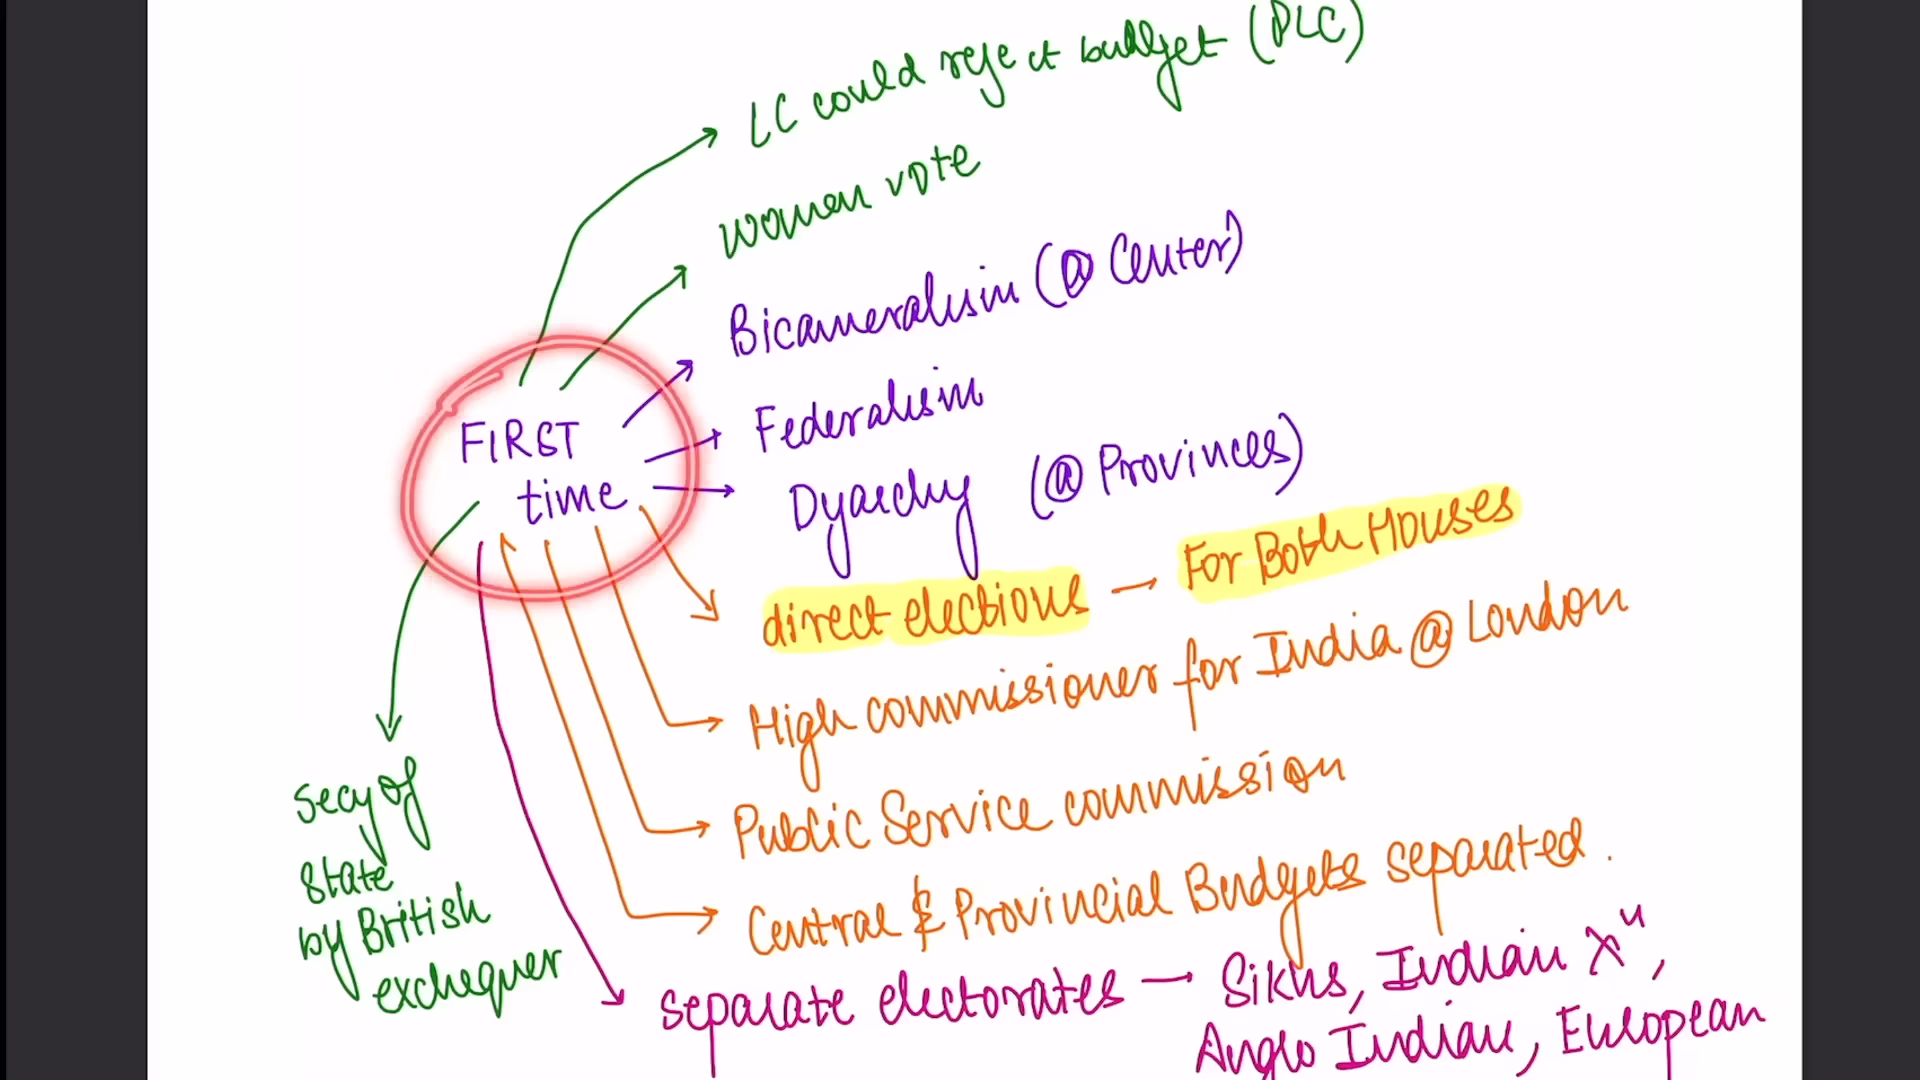 LC could reject budget (PLC)
women vote
Bicameralism (@ Center)
Federalism
FIRST
time
Dyarchy (@ Provinces)
direct elections → For Both Houses
High commissioner for India @ London
Public Service commission
Central & Provincial Budgets separated.
Secy of
State
by British
exchequer
separate electorates → Sikhs, Indian Xⁿ,
Anglo Indian, European